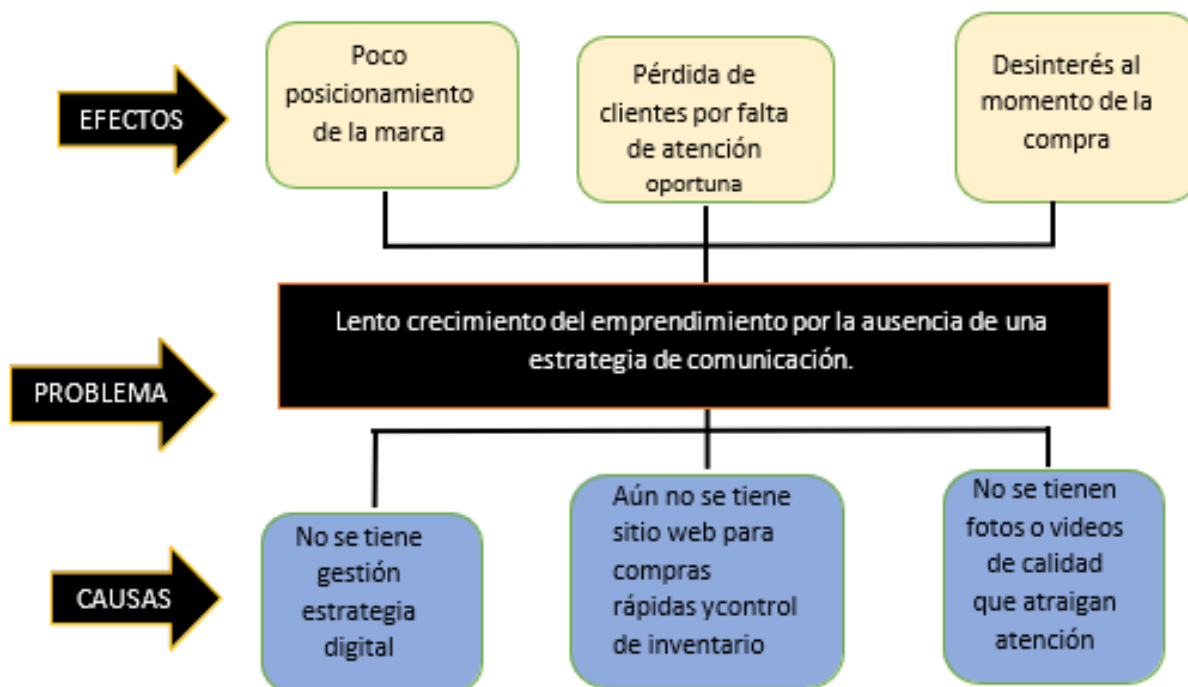 EFECTOS
Poco
posicionamiento
de la marca
Pérdida de
clientes por falta
de atención
oportuna
Desinterés al
momento de la
compra
PROBLEMA
Lento crecimiento del emprendimiento por la ausencia de una
estrategia de comunicación.
CAUSAS
No se tiene
gestión
estrategia
digital
Aún no se tiene
sitio web para
compras
rápidas ycontrol
de inventario
No se tienen
fotos o videos
de calidad
que atraigan
atención